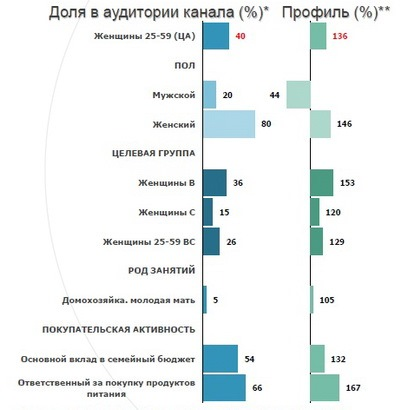 Доля в аудитории канала (%)* Профиль (%)**
Женщины 25-59 (ЦА) 40 136
ПОЛ
Мужской 20 44
Женский 80 146
ЦЕЛЕВАЯ ГРУППА
Женщины B 36 153
Женщины C 15 120
Женщины 25-59 BC 26 129
РОД ЗАНЯТИЙ
Домохозяйка. молодая мать 5 105
ПОКУПАТЕЛЬСКАЯ АКТИВНОСТЬ
Основной вклад в семейный бюджет 54 132
Ответственный за покупку продуктов
питания 66 167